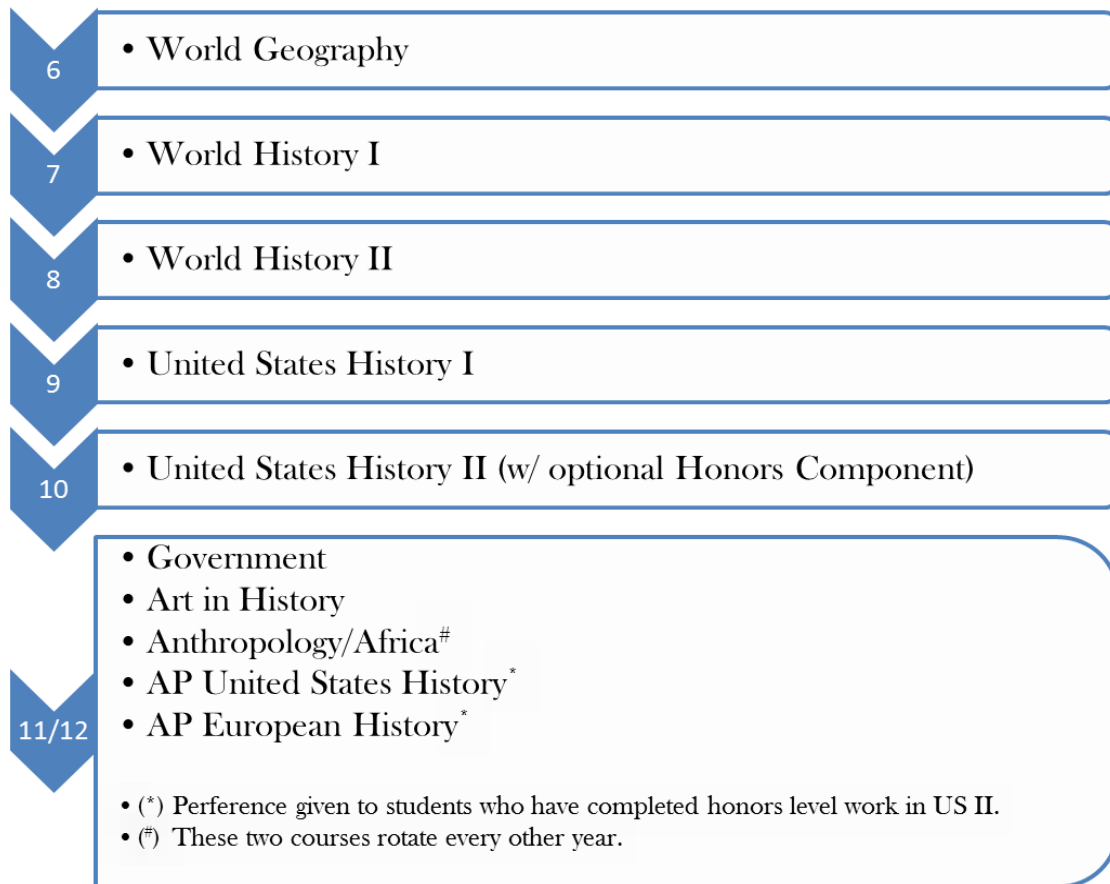 6
• World Geography
7
• World History I
8
• World History II
9
• United States History I
10
• United States History II (w/ optional Honors Component)
11/12
• Government
• Art in History
• Anthropology/Africa#
• AP United States History*
• AP European History*
• (*) Perference given to students who have completed honors level work in US II.
• (#) These two courses rotate every other year.